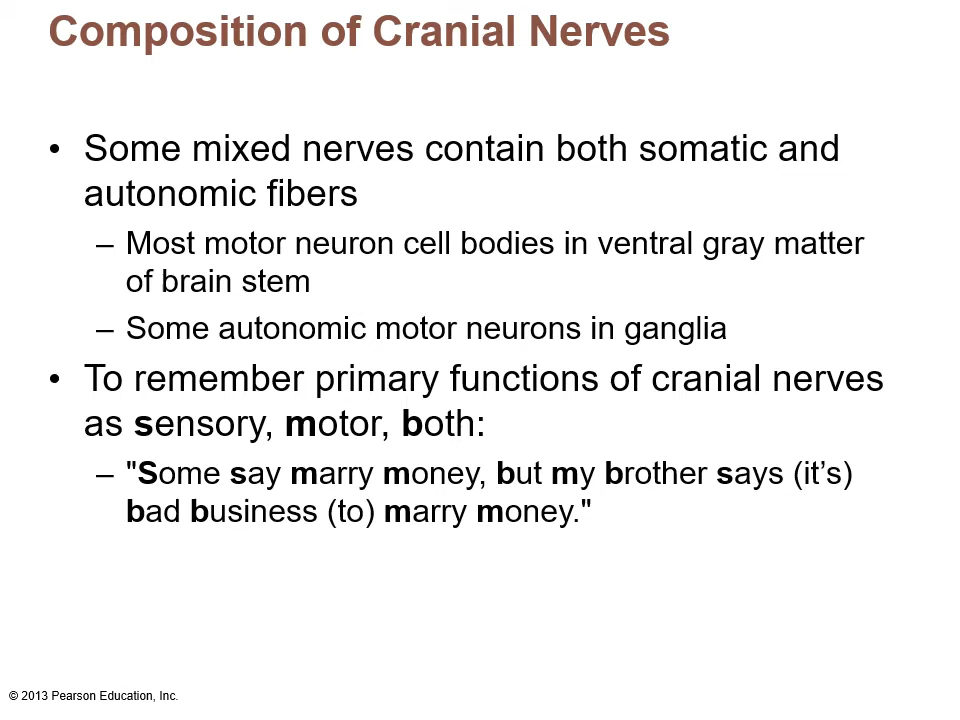 Composition of Cranial Nerves
• Some mixed nerves contain both somatic and
autonomic fibers
– Most motor neuron cell bodies in ventral gray matter
of brain stem
– Some autonomic motor neurons in ganglia
• To remember primary functions of cranial nerves
as sensory, motor, both:
– "Some say marry money, but my brother says (it’s)
bad business (to) marry money."
© 2013 Pearson Education, Inc.